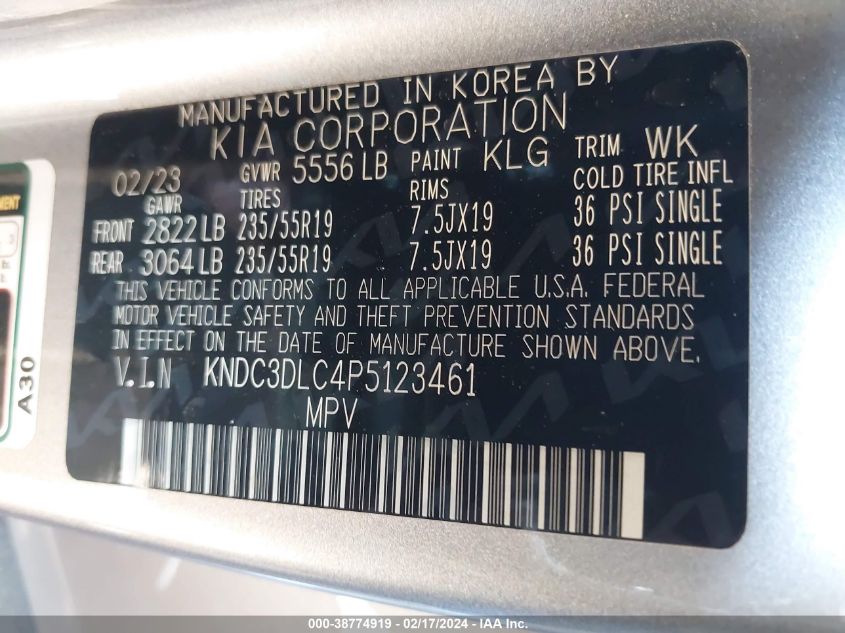 MANUFACTURED IN KOREA BY
KIA CORPORATION
02/23 GVWR 5556 LB PAINT KLG TRIM WK
GAWR TIRES RIMS COLD TIRE INFL
FRONT 2822 LB 235/55R19 7.5JX19 36 PSI SINGLE
REAR 3064 LB 235/55R19 7.5JX19 36 PSI SINGLE
THIS VEHICLE CONFORMS TO ALL APPLICABLE U.S.A. FEDERAL
MOTOR VEHICLE SAFETY AND THEFT PREVENTION STANDARDS
IN EFFECT ON THE DATE OF MANUFACTURE SHOWN ABOVE.
V.I.N KNDC3DLC4P5123461
MPV
A30
000-38774919 - 02/17/2024 - IAA Inc.